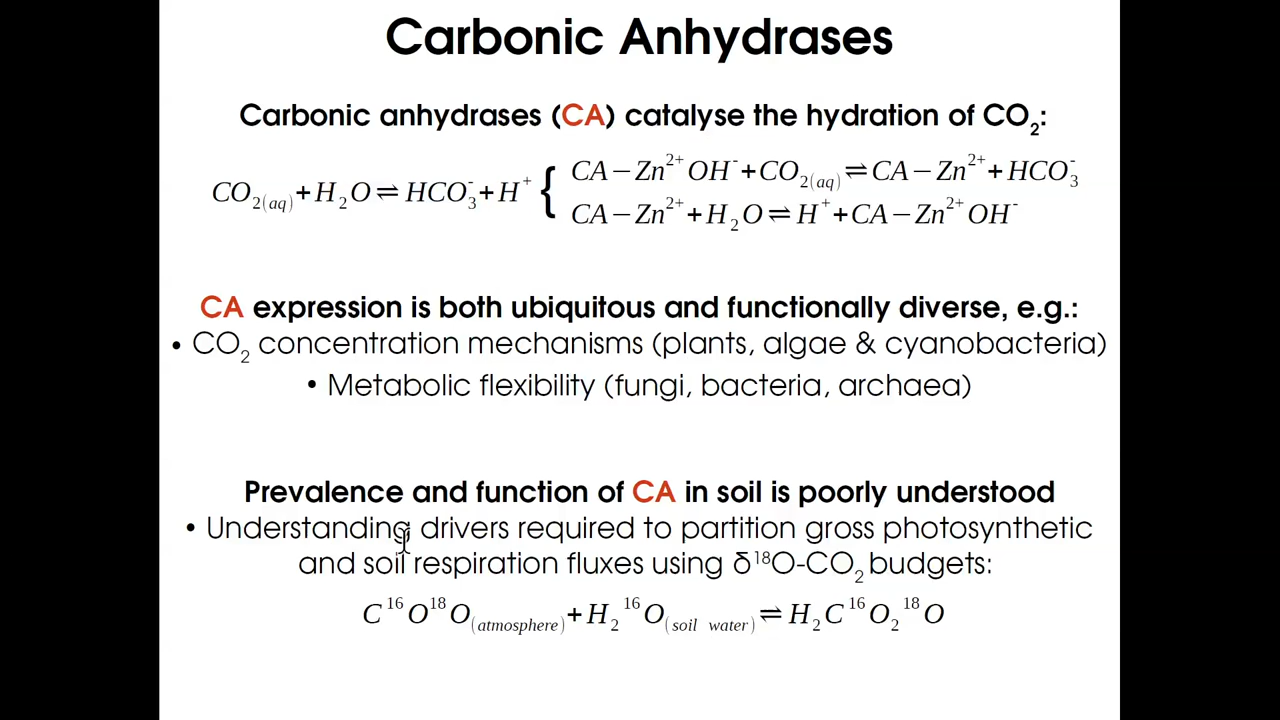 Carbonic Anhydrases
Carbonic anhydrases (CA) catalyse the hydration of CO₂:
CO₂₍aq₎ + H₂O ⇌ HCO₃⁻ + H⁺ {
CA − Zn²⁺OH⁻ + CO₂₍aq₎ ⇌ CA − Zn²⁺ + HCO₃⁻
CA − Zn²⁺ + H₂O ⇌ H⁺ + CA − Zn²⁺OH⁻
CA expression is both ubiquitous and functionally diverse, e.g.:
• CO₂ concentration mechanisms (plants, algae & cyanobacteria)
• Metabolic flexibility (fungi, bacteria, archaea)
Prevalence and function of CA in soil is poorly understood
• Understanding drivers required to partition gross photosynthetic
and soil respiration fluxes using δ¹⁸O-CO₂ budgets:
C¹⁶O¹⁸O(atmosphere) + H₂¹⁶O(soil water) ⇌ H₂C¹⁶O₂¹⁸O